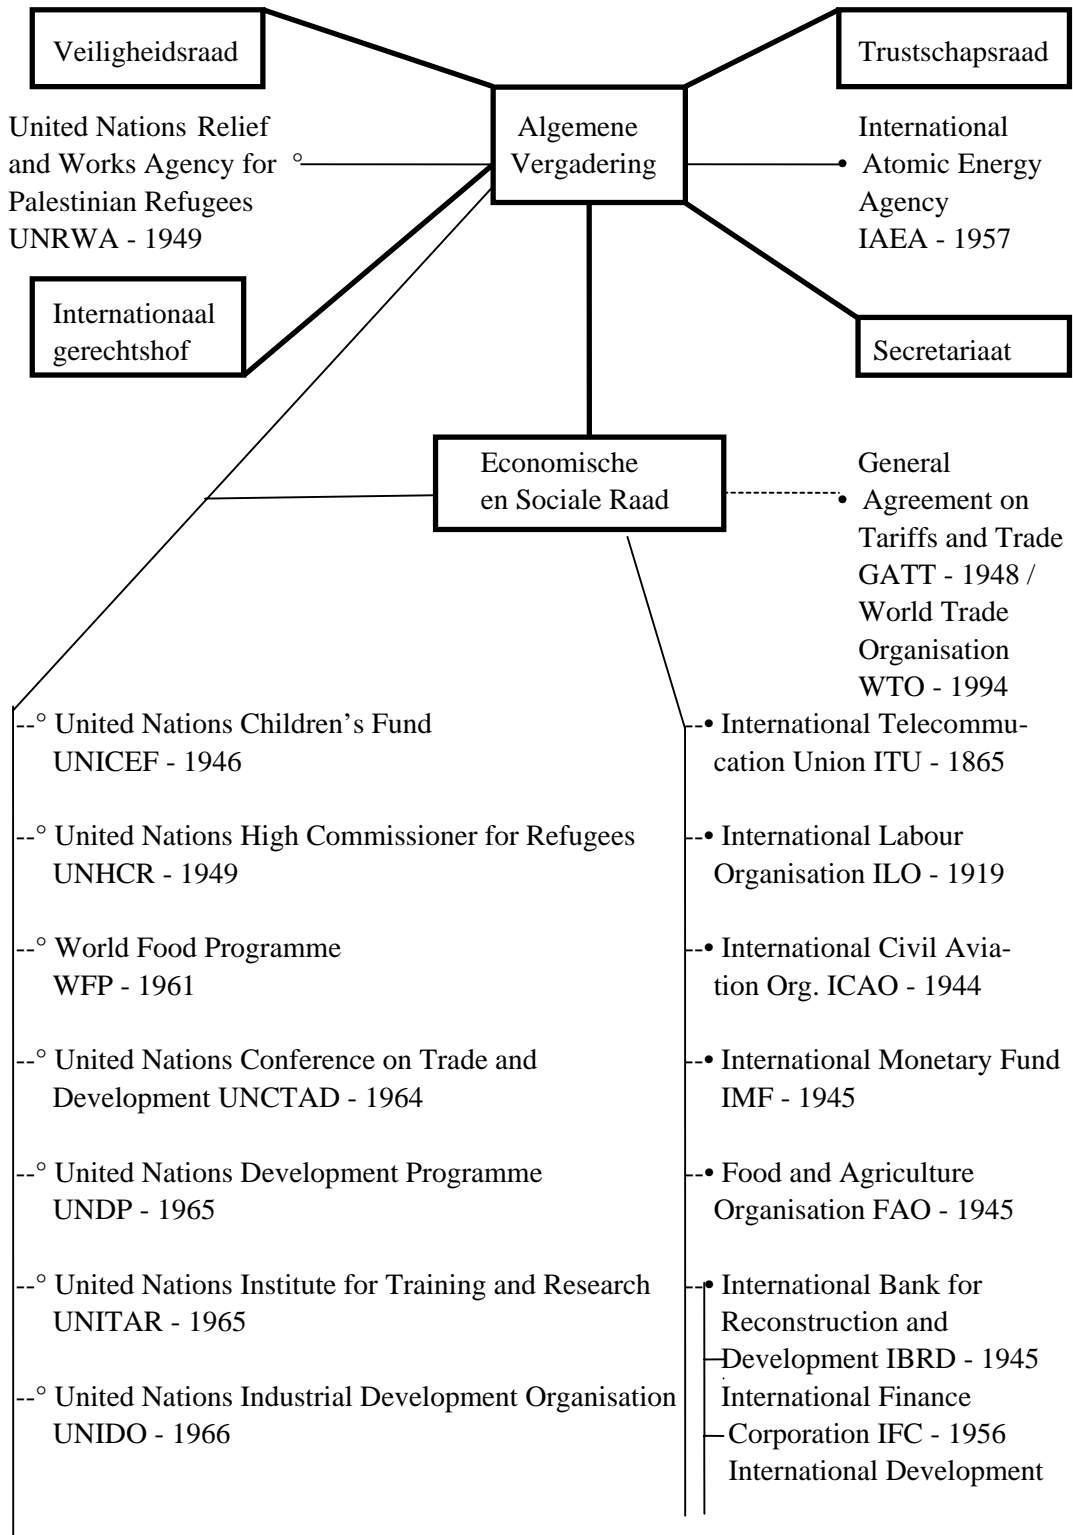 Veiligheidsraad
Trustschapsraad
Algemene
Vergadering
United Nations Relief
and Works Agency for °
Palestinian Refugees
UNRWA - 1949
International
• Atomic Energy
Agency
IAEA - 1957
Internationaal
gerechtshof
Secretariaat
Economische
en Sociale Raad
General
• Agreement on
Tariffs and Trade
GATT - 1948 /
World Trade
Organisation
WTO - 1994
--° United Nations Children’s Fund
UNICEF - 1946
--° United Nations High Commissioner for Refugees
UNHCR - 1949
--° World Food Programme
WFP - 1961
--° United Nations Conference on Trade and
Development UNCTAD - 1964
--° United Nations Development Programme
UNDP - 1965
--° United Nations Institute for Training and Research
UNITAR - 1965
--° United Nations Industrial Development Organisation
UNIDO - 1966
--• International Telecommu-
cation Union ITU - 1865
--• International Labour
Organisation ILO - 1919
--• International Civil Avia-
tion Org. ICAO - 1944
--• International Monetary Fund
IMF - 1945
--• Food and Agriculture
Organisation FAO - 1945
--• International Bank for
Reconstruction and
Development IBRD - 1945
International Finance
Corporation IFC - 1956
International Development